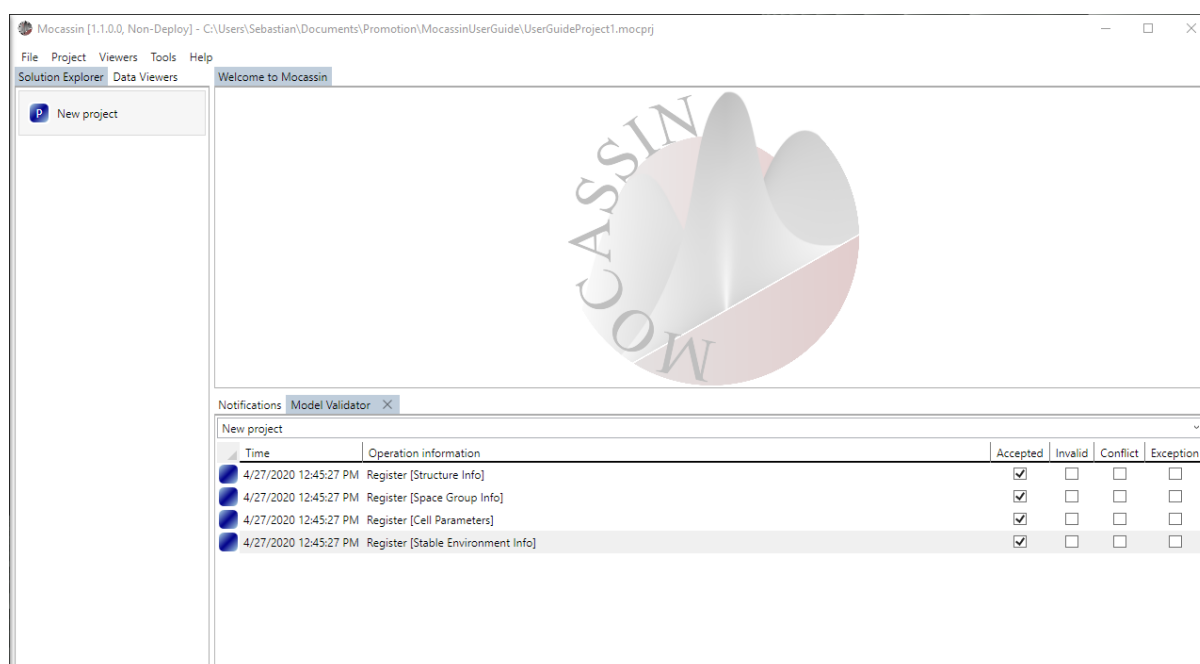 Mocassin [1.1.0.0, Non-Deploy] - C:\Users\Sebastian\Documents\Promotion\MocassinUserGuide\UserGuideProject1.mocprj
File Project Viewers Tools Help
Solution Explorer Data Viewers Welcome to Mocassin
P New project
MOCASSIN
Notifications Model Validator
New project
Time Operation information Accepted Invalid Conflict Exception
4/27/2020 12:45:27 PM Register [Structure Info]
4/27/2020 12:45:27 PM Register [Space Group Info]
4/27/2020 12:45:27 PM Register [Cell Parameters]
4/27/2020 12:45:27 PM Register [Stable Environment Info]